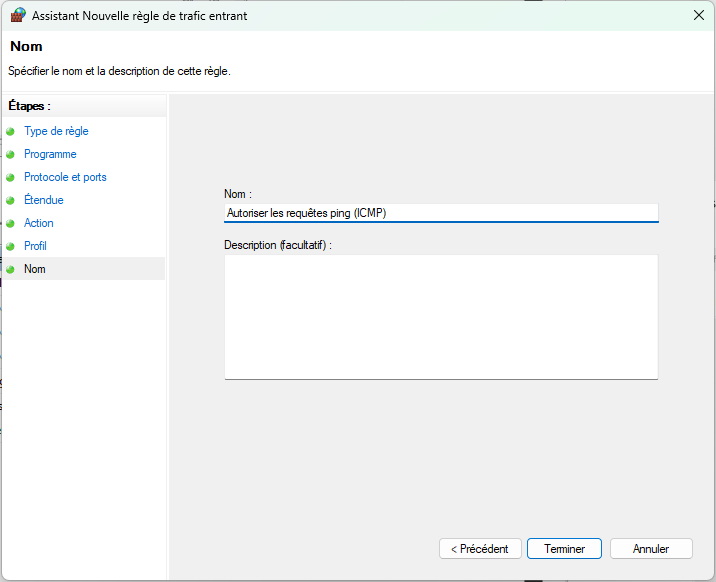 Assistant Nouvelle règle de trafic entrant
Nom
Spécifier le nom et la description de cette règle.
Étapes :
Type de règle
Programme
Protocole et ports
Étendue
Action
Profil
Nom
Nom :
Autoriser les requêtes ping (ICMP)
Description (facultatif) :
< Précédent
Terminer
Annuler